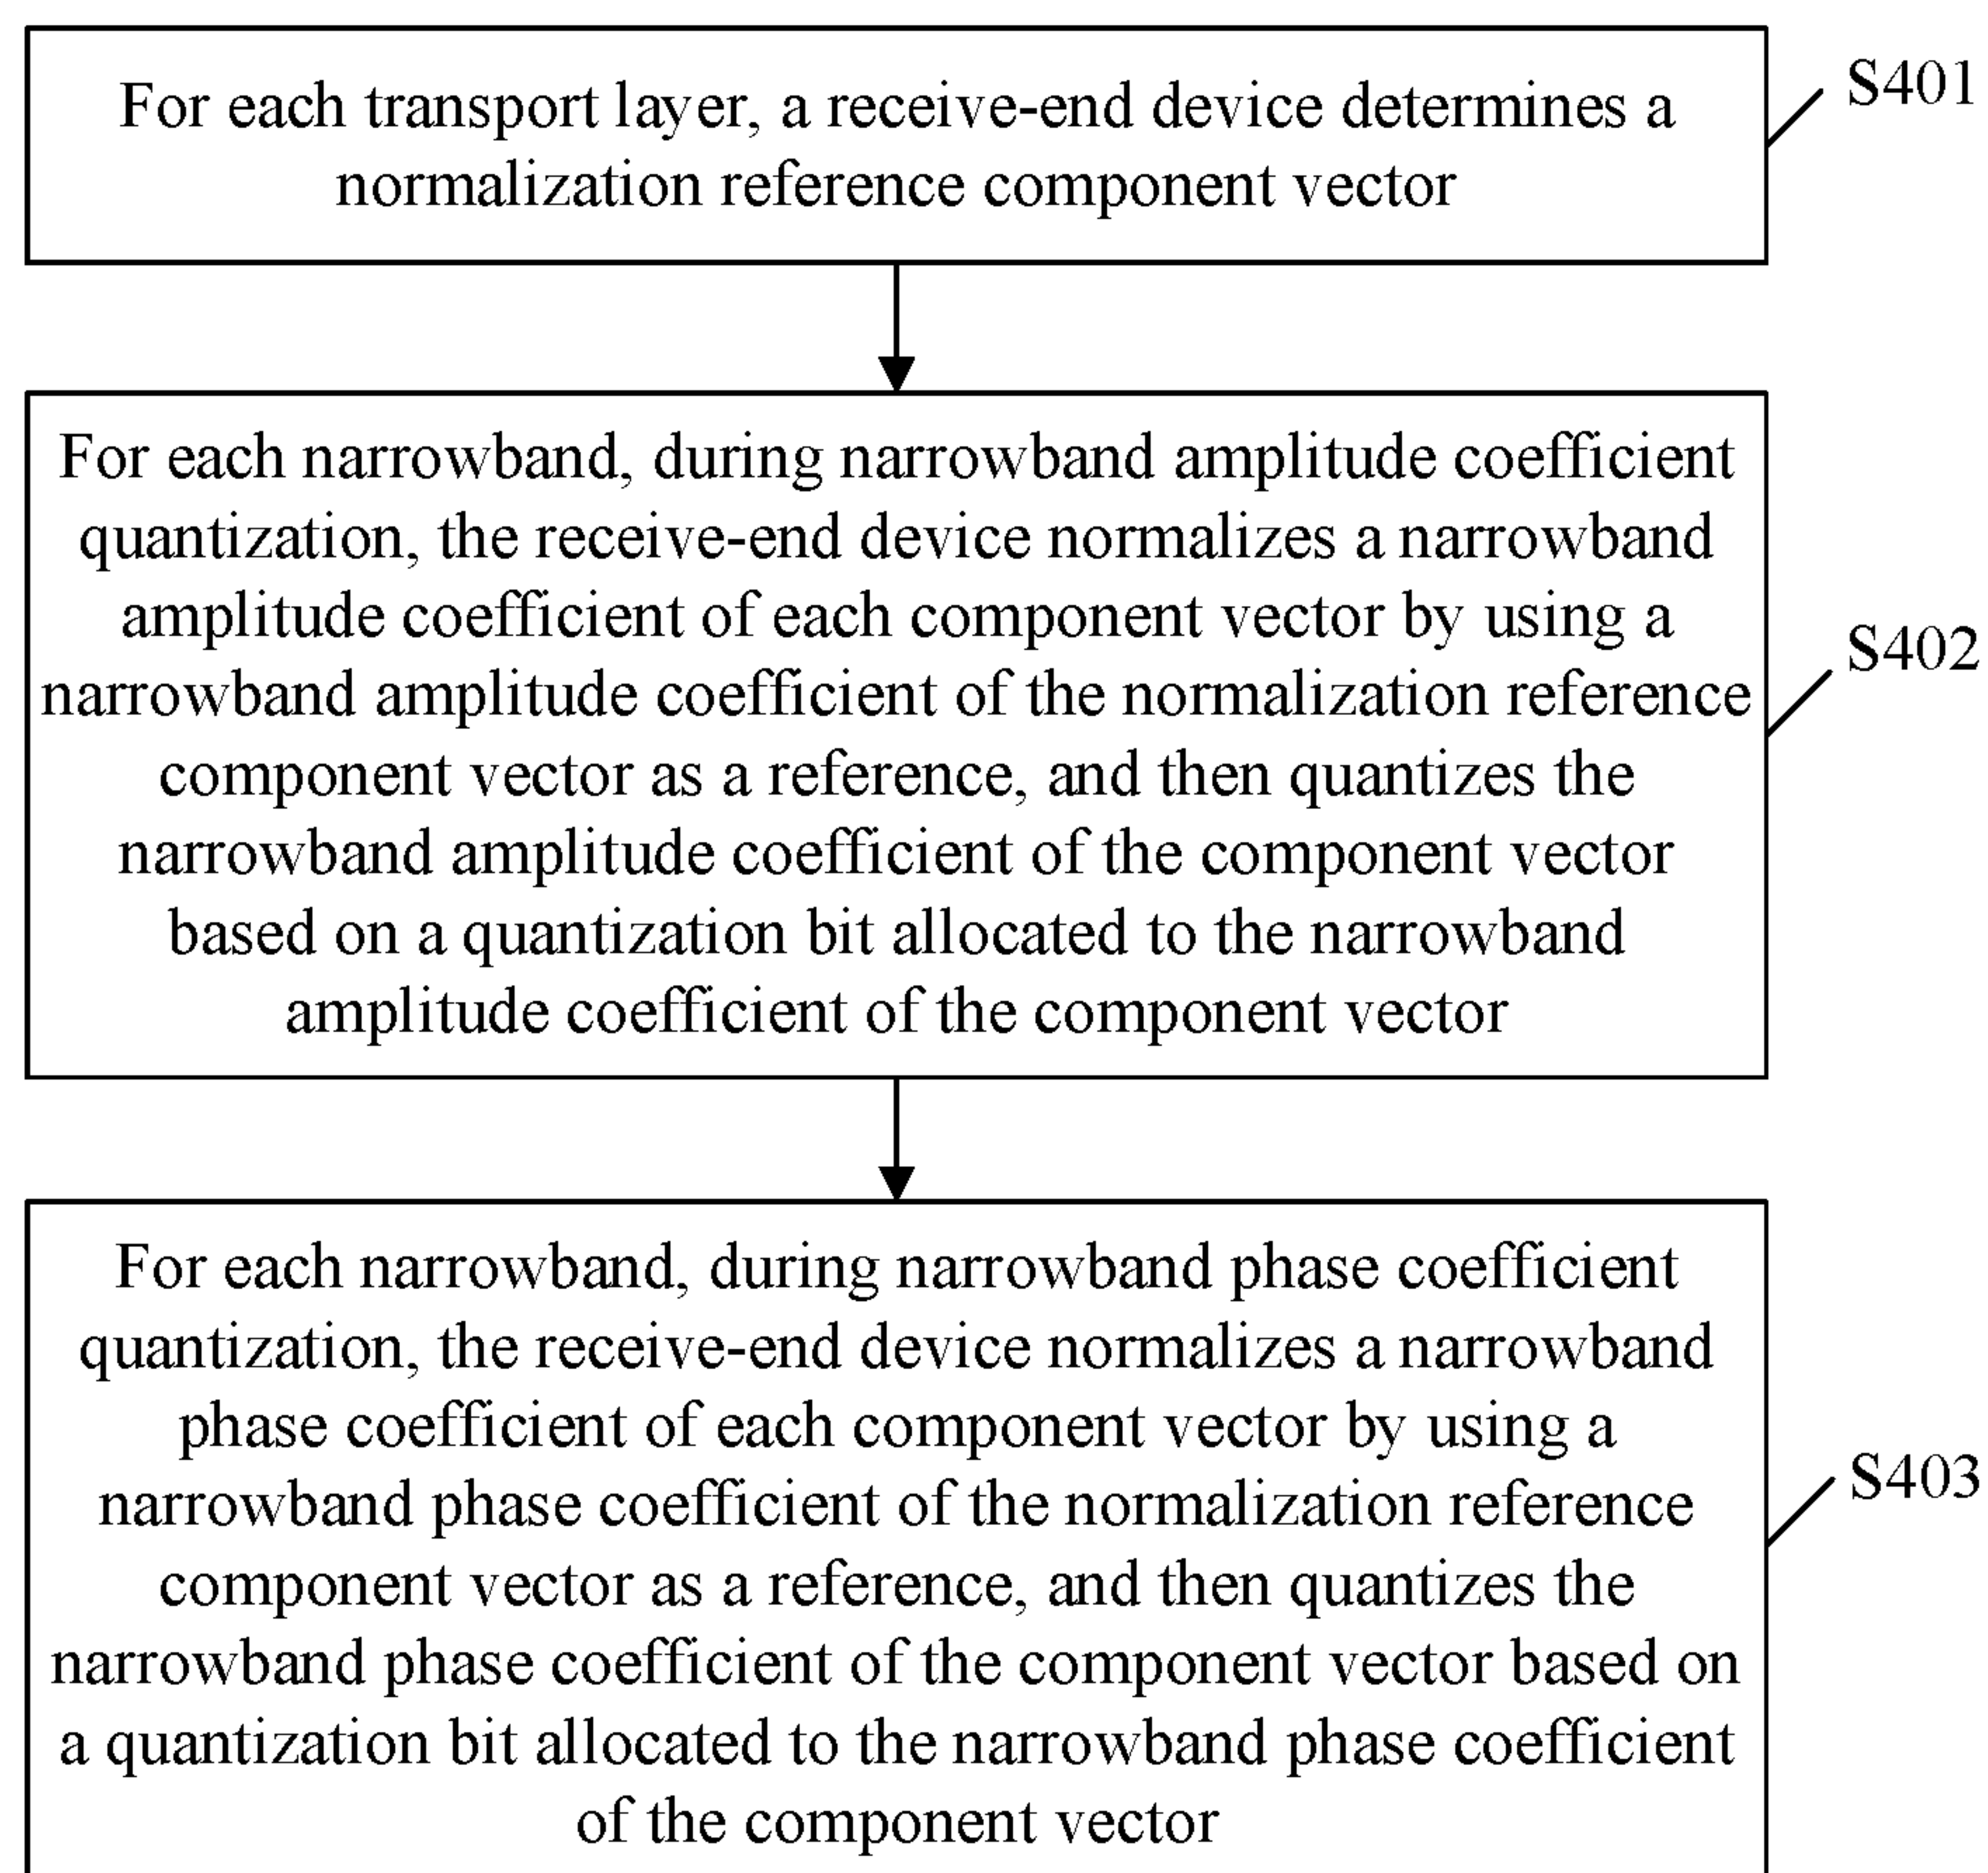 For each transport layer, a receive-end device determines a
normalization reference component vector
S401
For each narrowband, during narrowband amplitude coefficient
quantization, the receive-end device normalizes a narrowband
amplitude coefficient of each component vector by using a
narrowband amplitude coefficient of the normalization reference
component vector as a reference, and then quantizes the
narrowband amplitude coefficient of the component vector
based on a quantization bit allocated to the narrowband
amplitude coefficient of the component vector
S402
For each narrowband, during narrowband phase coefficient
quantization, the receive-end device normalizes a narrowband
phase coefficient of each component vector by using a
narrowband phase coefficient of the normalization reference
component vector as a reference, and then quantizes the
narrowband phase coefficient of the component vector based on
a quantization bit allocated to the narrowband phase coefficient
of the component vector
S403